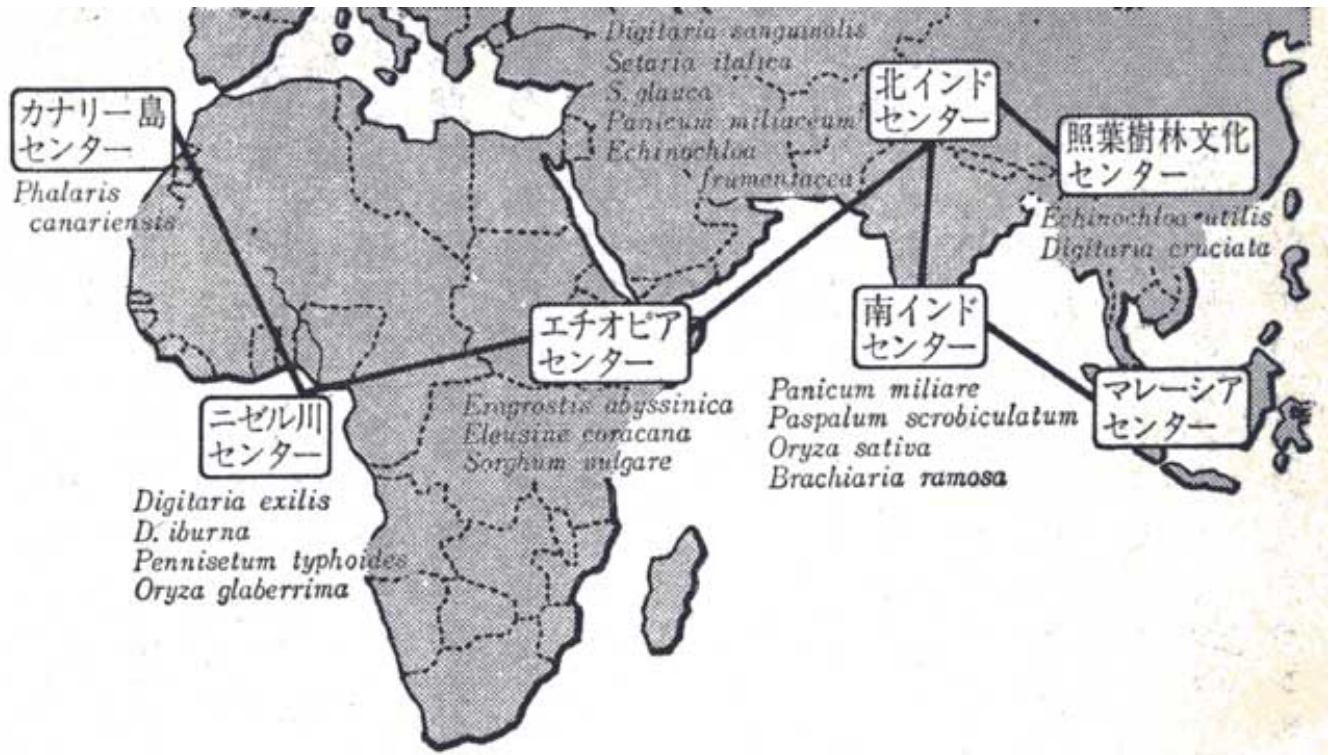 Digitaria sanguinolis
Setaria italica
S. glauca
Panicum miliaceum
Echinochloa
frumentacea
カナリー島
センター
Phalaris
canariensis
北インド
センター
照葉樹林文化
センター
Echinochloa utilis
Digitaria cruciata
エチオピア
センター
Eragrostis abyssinica
Eleusine coracana
Sorghum vulgare
南インド
センター
Panicum miliare
Paspalum scrobiculatum
Oryza sativa
Brachiaria ramosa
マレーシア
センター
ニゼル川
センター
Digitaria exilis
D. iburna
Pennisetum typhoides
Oryza glaberrima